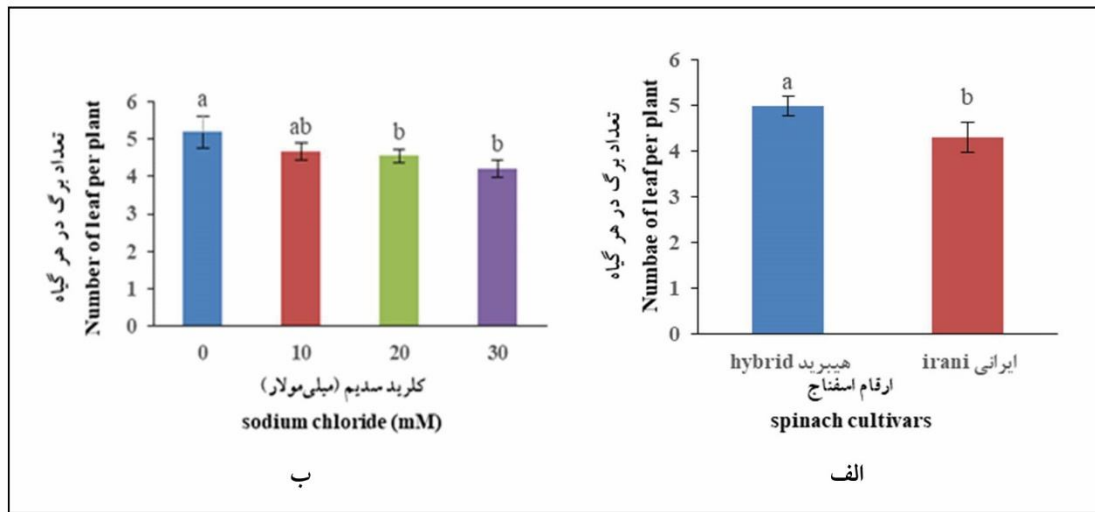 تعداد برگ در هر گیاه
Number of leaf per plant
6
5
4
3
2
1
0
a
ab
b
b
0 10 20 30
کلرید سدیم (میلی‌مولار)
sodium chloride (mM)
ب
تعداد برگ در هر گیاه
Numbae of leaf per plant
6
5
4
3
2
1
0
a
b
hybrid هیبرید
irani ایرانی
ارقام اسفناج
spinach cultivars
الف